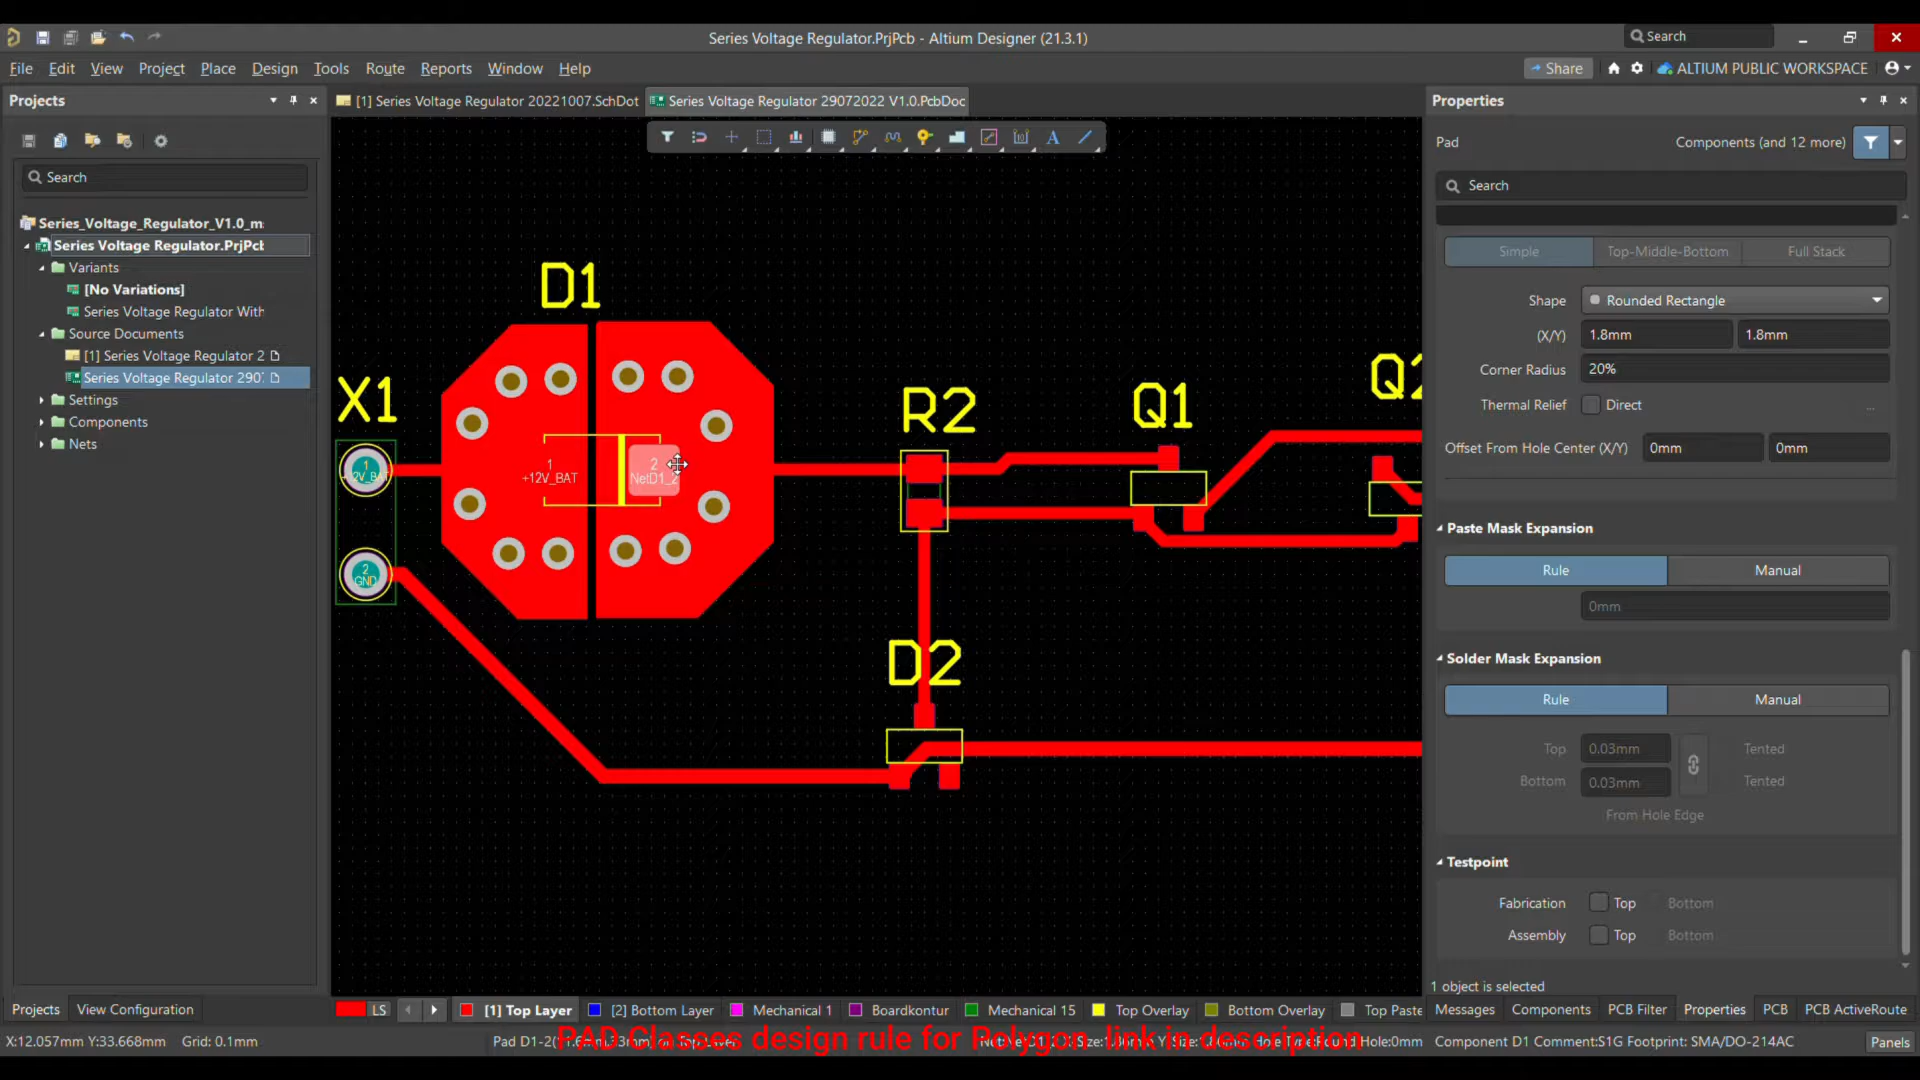 Series Voltage Regulator.PrjPcb - Altium Designer (21.3.1)
Search
File Edit View Project Place Design Tools Route Reports Window Help
Share
ALTIUM PUBLIC WORKSPACE
Projects
[1] Series Voltage Regulator 20221007.SchDot
Series Voltage Regulator 29072022 V1.0.PcbDoc
Properties
Pad
Components (and 12 more)
Search
Search
Series_Voltage_Regulator_V1.0_m
Series Voltage Regulator.PrjPcb
Variants
[No Variations]
Series Voltage Regulator With
Source Documents
[1] Series Voltage Regulator 2
Series Voltage Regulator 290
Settings
Components
Nets
D1
X1
R2
Q1
D2
1
+12V_BAT
2
NetD1_2
1
2
GND
Simple Top-Middle-Bottom Full Stack
Shape Rounded Rectangle
(X/Y) 1.8mm 1.8mm
Corner Radius 20%
Thermal Relief Direct ...
Offset From Hole Center (X/Y) 0mm 0mm
Paste Mask Expansion
Rule Manual
0mm
Solder Mask Expansion
Rule Manual
Top 0.03mm Tented
Bottom 0.03mm Tented
From Hole Edge
Testpoint
Fabrication Top Bottom
Assembly Top Bottom
1 object is selected
Projects View Configuration
LS [1] Top Layer [2] Bottom Layer Mechanical 1 Boardkontur Mechanical 15 Top Overlay Bottom Overlay Top Paste
Messages Components PCB Filter Properties PCB PCB ActiveRoute
PAD Classes design rule for Polygon, link in description
X:12.057mm Y:33.668mm Grid: 0.1mm
Component D1 Comment:S1G Footprint: SMA/DO-214AC
Panels